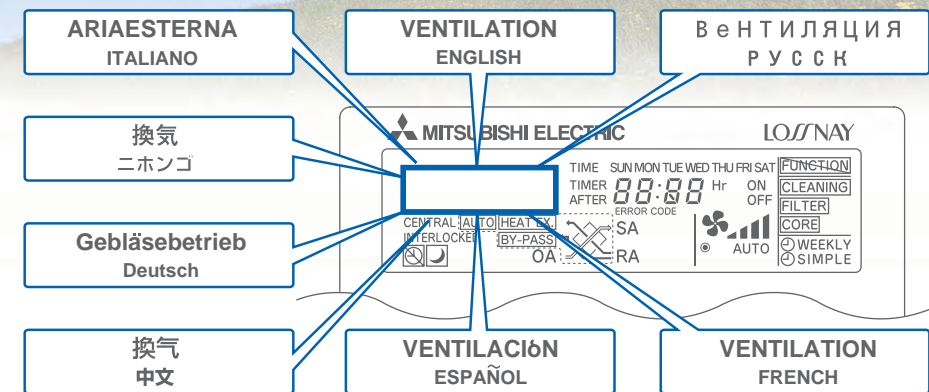 ARIAESTERNA
ITALIANO
VENTILATION
ENGLISH
ВеНТИЛЯЦИЯ
РУССК
換気
ニホンゴ
Gebläsebetrieb
Deutsch
换气
中文
VENTILACIóN
ESPAÑOL
VENTILATION
FRENCH
MITSUBISHI ELECTRIC
LOSSNAY
TIME SUN MON TUE WED THU FRI SAT
TIMER 88:88 Hr ON
AFTER OFF
ERROR CODE
FUNCTION
CLEANING
FILTER
CORE
WEEKLY
SIMPLE
CENTRAL AUTO HEAT EX.
INTERLOCKED BY-PASS
SA
OA RA
AUTO